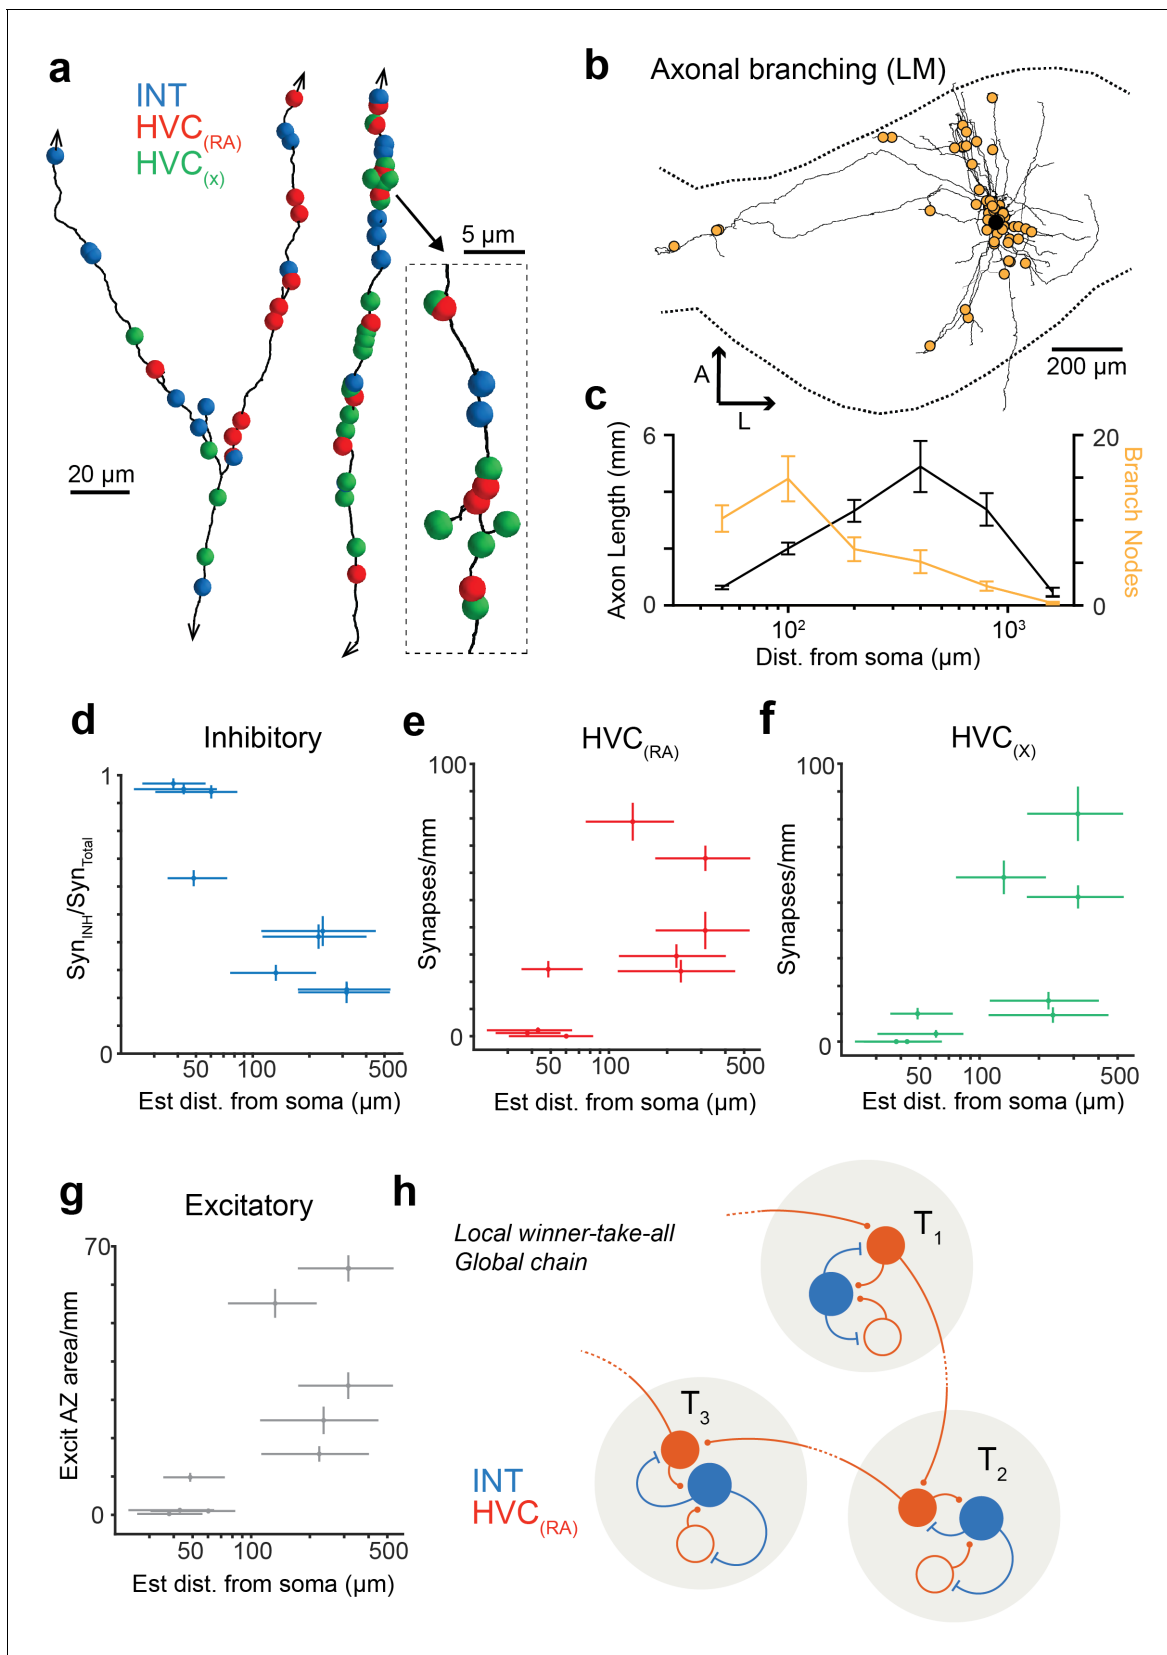 a
INT
HVC(RA)
HVC(x)
20 µm
5 µm
b
Axonal branching (LM)
A
L
200 µm
c
Axon Length (mm)
6
0
20
0
Branch Nodes
10²
10³
Dist. from soma (µm)
d
Inhibitory
SynINH/SynTotal
1
0
50
100
500
Est dist. from soma (µm)
e
HVC(RA)
Synapses/mm
100
0
50
100
500
Est dist. from soma (µm)
f
HVC(X)
Synapses/mm
100
0
50
100
500
Est dist. from soma (µm)
g
Excitatory
Excit AZ area/mm
70
0
50
100
500
Est dist. from soma (µm)
h
Local winner-take-all
Global chain
T1
T3
T2
INT
HVC(RA)